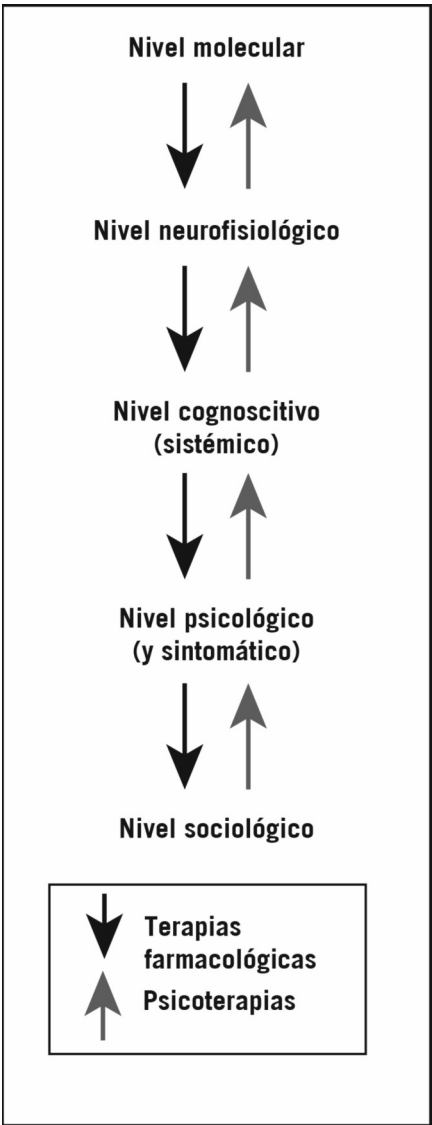 Nivel molecular
Nivel neurofisiológico
Nivel cognoscitivo
(sistémico)
Nivel psicológico
(y sintomático)
Nivel sociológico
Terapias
farmacológicas
Psicoterapias